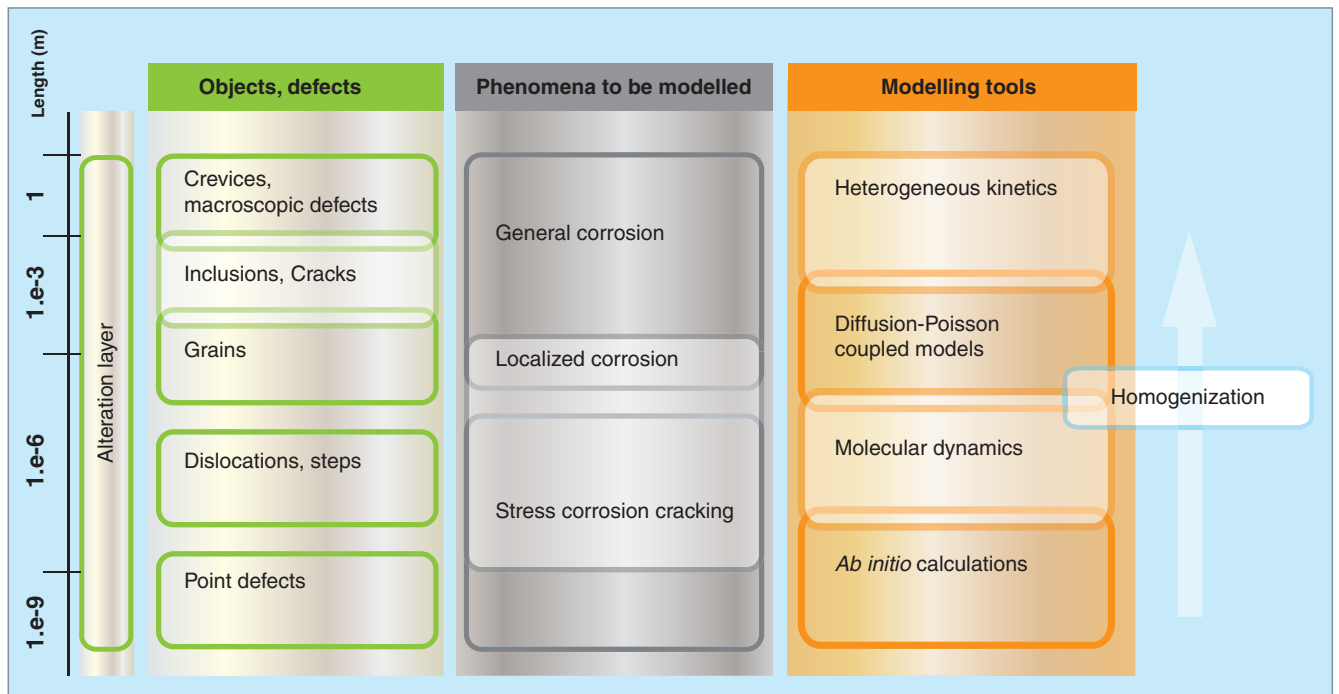 Length (m)
1
1.e-3
1.e-6
1.e-9
Alteration layer
Objects, defects
Crevices,
macroscopic defects
Inclusions, Cracks
Grains
Dislocations, steps
Point defects
Phenomena to be modelled
General corrosion
Localized corrosion
Stress corrosion cracking
Modelling tools
Heterogeneous kinetics
Diffusion-Poisson
coupled models
Molecular dynamics
Ab initio calculations
Homogenization